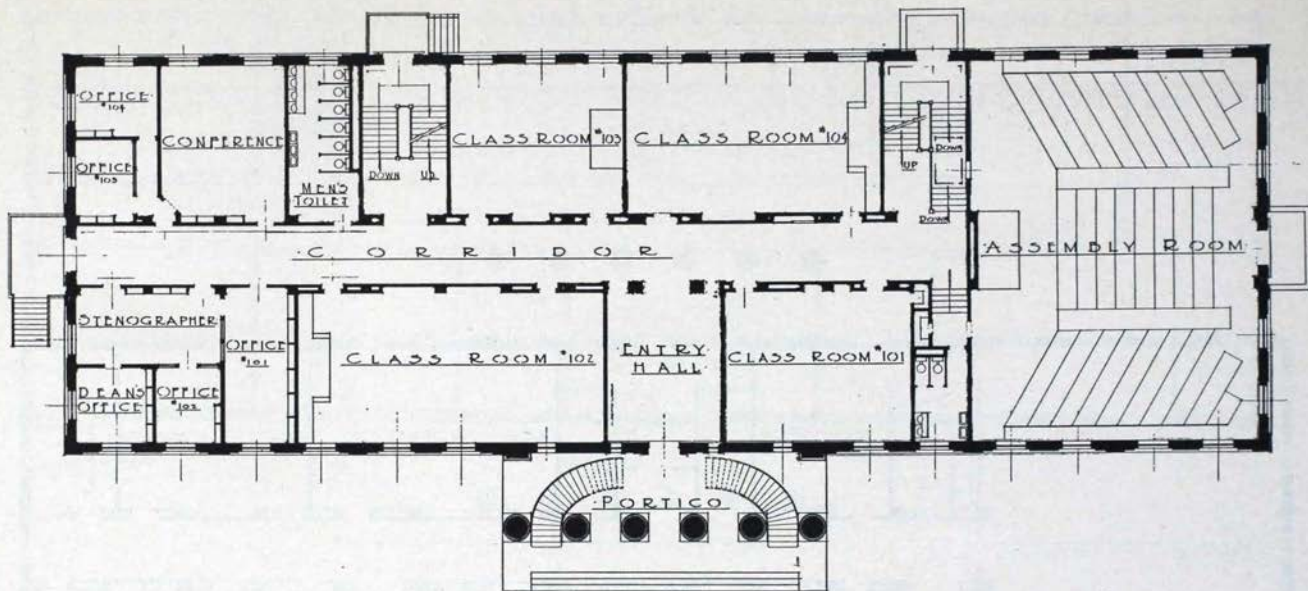 OFFICE
#104
CONFERENCE
OFFICE
#103
MEN'S
TOILET
DOWN
UP
CLASS ROOM #103
CLASS ROOM #104
UP
DOWN
DOWN
ASSEMBLY ROOM
CORRIDOR
STENOGRAPHER
OFFICE
#101
DEAN'S
OFFICE
OFFICE
#102
CLASS ROOM #102
ENTRY
HALL
CLASS ROOM #101
PORTICO